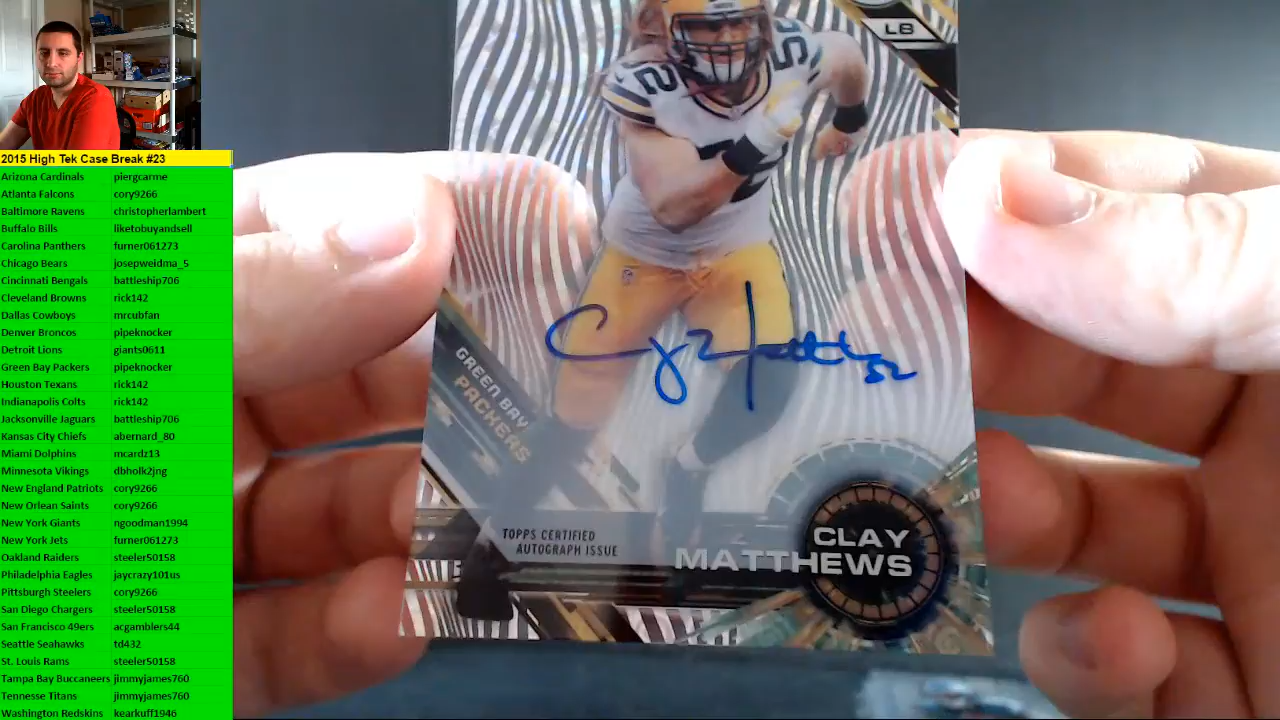 2015 High Tek Case Break #23
Arizona Cardinals piergcarme
Atlanta Falcons cory9266
Baltimore Ravens christopherlambert
Buffalo Bills liketobuyandsell
Carolina Panthers furner061273
Chicago Bears josepweidma_5
Cincinnati Bengals battleship706
Cleveland Browns rick142
Dallas Cowboys mrcubfan
Denver Broncos pipeknocker
Detroit Lions giants0611
Green Bay Packers pipeknocker
Houston Texans rick142
Indianapolis Colts rick142
Jacksonville Jaguars battleship706
Kansas City Chiefs abernard_80
Miami Dolphins mcardz13
Minnesota Vikings dbholk2jng
New England Patriots cory9266
New Orlean Saints cory9266
New York Giants ngoodman1994
New York Jets furner061273
Oakland Raiders steeler50158
Philadelphia Eagles jaycrazy101us
Pittsburgh Steelers cory9266
San Diego Chargers steeler50158
San Francisco 49ers acgamblers44
Seattle Seahawks td432
St. Louis Rams steeler50158
Tampa Bay Buccaneers jimmyjames760
Tennesse Titans jimmyjames760
Washington Redskins kearkuff1946
LB
52
52
GREEN BAY
PACKERS
TOPPS CERTIFIED
AUTOGRAPH ISSUE
CLAY
MATTHEWS